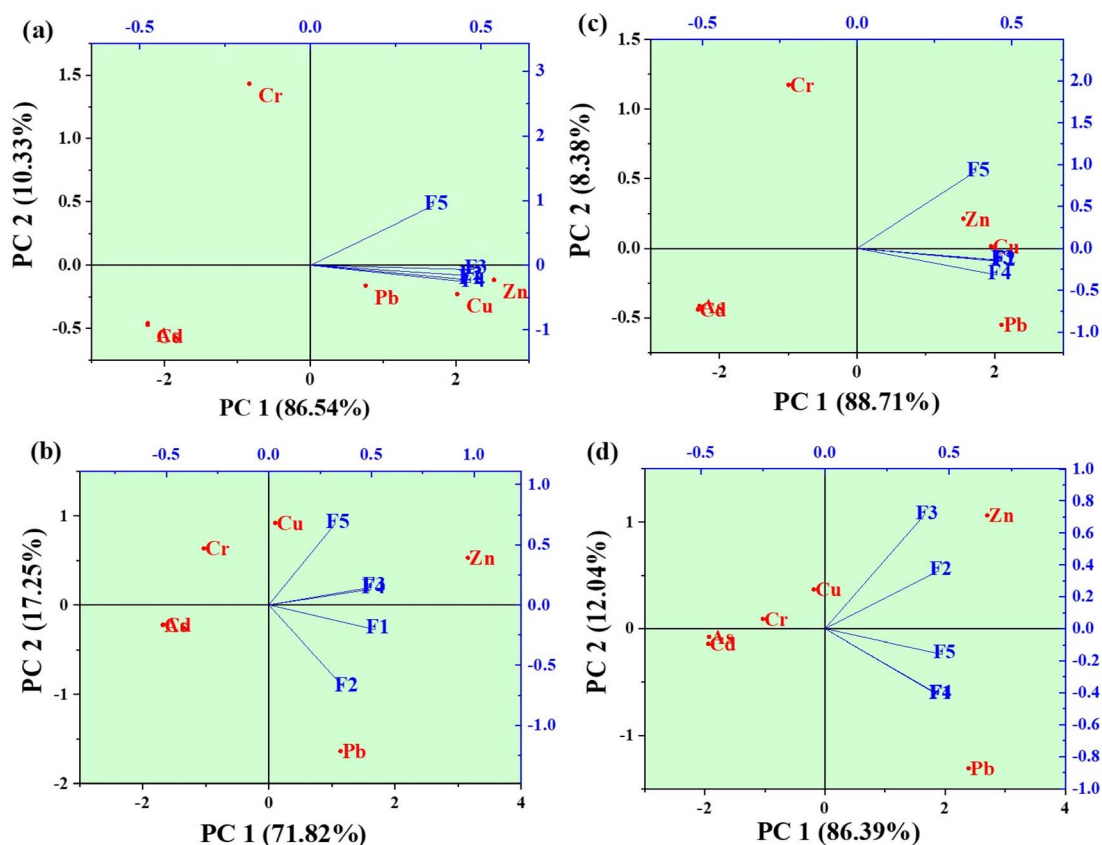 (a)
-0.5 0.0 0.5
1.5
1.0
0.5
0.0
-0.5
PC 2 (10.33%)
Cr
F5
F3
F4
Pb
Cu
Zn
Cd
3
2
1
0
-1
-2 0 2
PC 1 (86.54%)
(c)
-0.5 0.0 0.5
1.5
1.0
0.5
0.0
-0.5
PC 2 (8.38%)
Cr
F5
Zn
Cu
F4
As
Cd
Pb
2.0
1.5
1.0
0.5
0.0
-0.5
-1.0
-2 0 2
PC 1 (88.71%)
(b)
-0.5 0.0 0.5 1.0
1
0
-1
-2
PC 2 (17.25%)
Cu
F5
Cr
Zn
F3
F4
F1
Cd
F2
Pb
1.0
0.5
0.0
-0.5
-1.0
-2 0 2 4
PC 1 (71.82%)
(d)
-0.5 0.0 0.5
1
0
-1
PC 2 (12.04%)
F3
Zn
F2
Cu
Cr
As
Cd
F5
F4
Pb
1.0
0.8
0.6
0.4
0.2
0.0
-0.2
-0.4
-0.6
-0.8
-1.0
-2 0 2 4
PC 1 (86.39%)